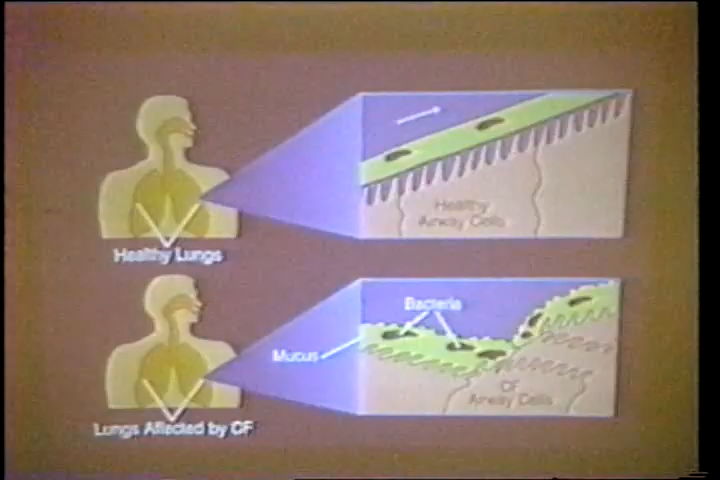 Healthy
Airway Cells
Healthy Lungs
Bacteria
Mucus
CF
Airway Cells
Lungs Affected by CF